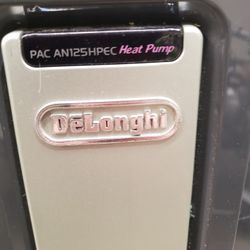 PAC AN125HPEC Heat Pump
DeLonghi